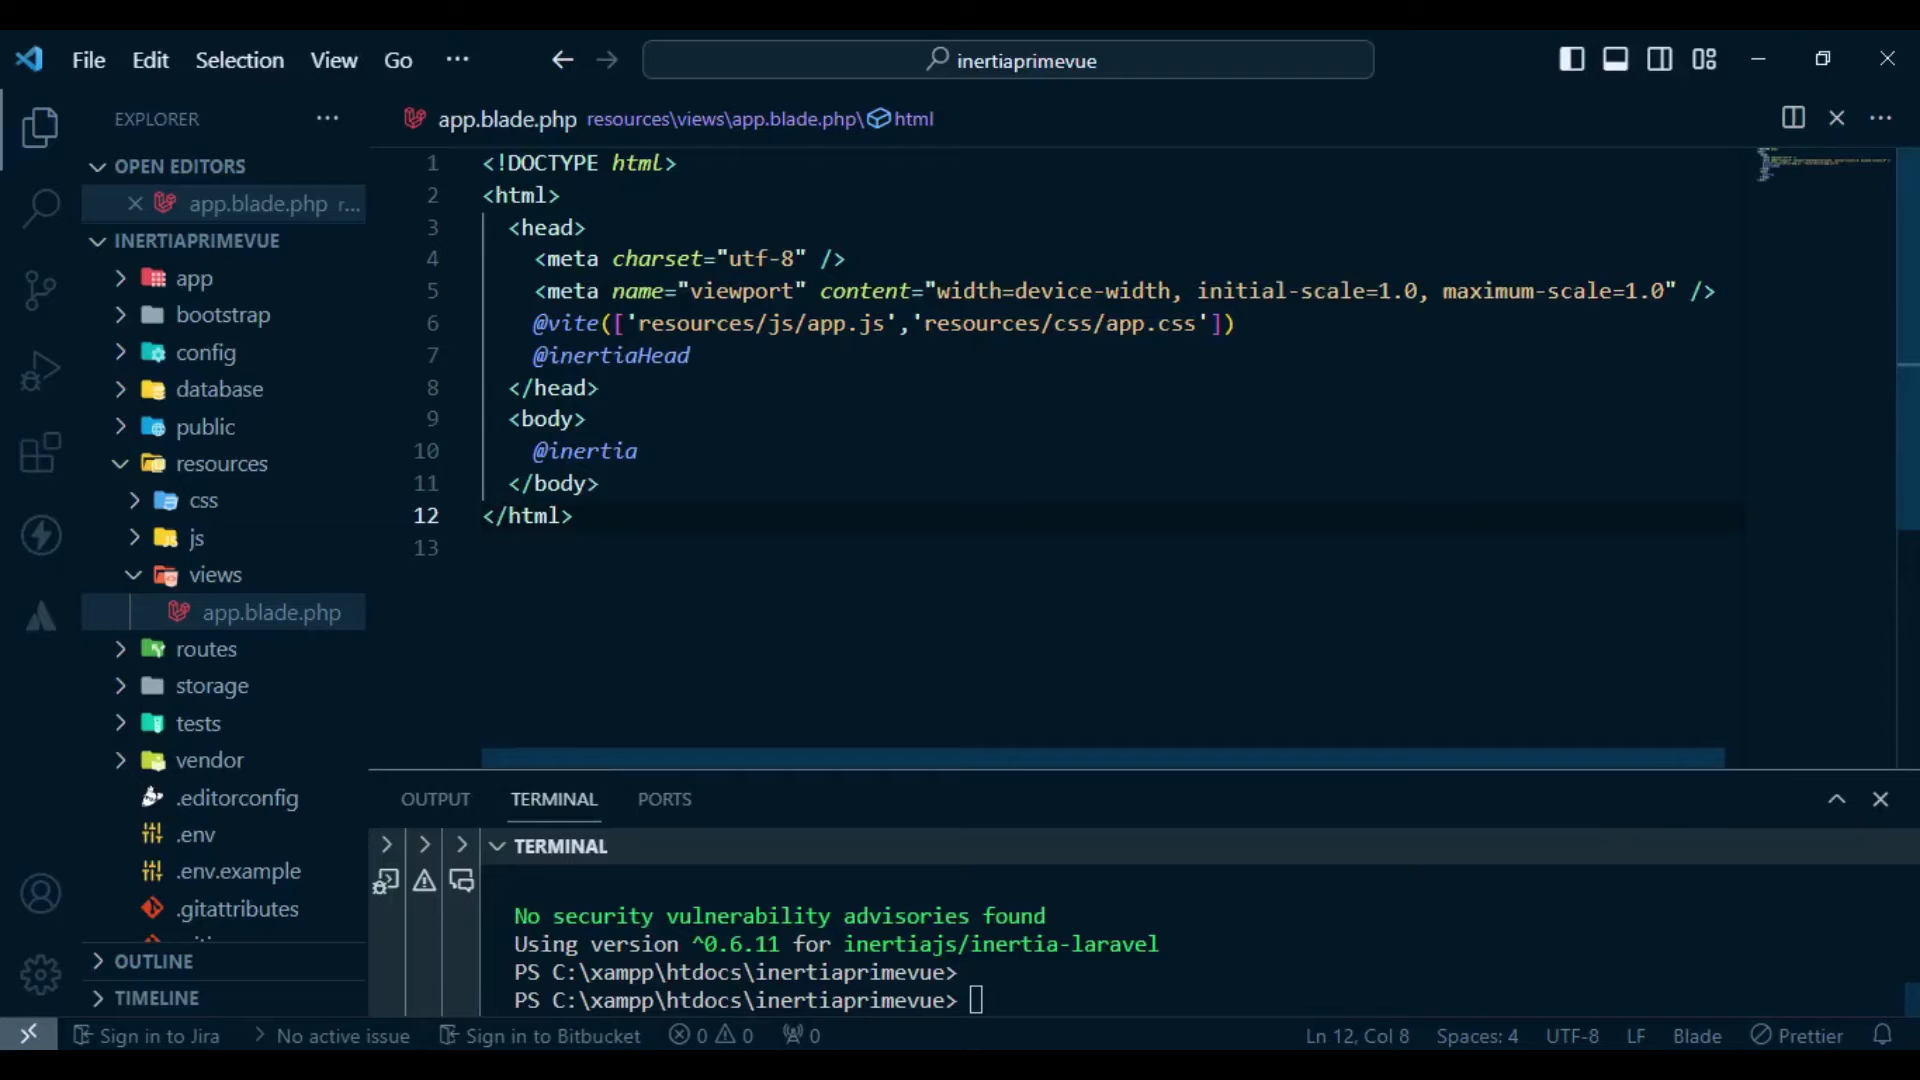 File Edit Selection View Go ··· inertiaprimevue
EXPLORER ···
OPEN EDITORS
app.blade.php r...
INERTIAPRIMEVUE
app
bootstrap
config
database
public
resources
css
js
views
app.blade.php
routes
storage
tests
vendor
.editorconfig
.env
.env.example
.gitattributes
OUTLINE
TIMELINE
app.blade.php resources\views\app.blade.php\html
1 <!DOCTYPE html>
2 <html>
3 <head>
4 <meta charset="utf-8" />
5 <meta name="viewport" content="width=device-width, initial-scale=1.0, maximum-scale=1.0" />
6 @vite(['resources/js/app.js','resources/css/app.css'])
7 @inertiaHead
8 </head>
9 <body>
10 @inertia
11 </body>
12 </html>
13
OUTPUT TERMINAL PORTS
TERMINAL
No security vulnerability advisories found
Using version ^0.6.11 for inertiajs/inertia-laravel
PS C:\xampp\htdocs\inertiaprimevue>
PS C:\xampp\htdocs\inertiaprimevue>
Sign in to Jira No active issue Sign in to Bitbucket 0 0 0 Ln 12, Col 8 Spaces: 4 UTF-8 LF Blade Prettier